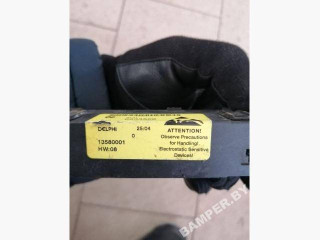 DELPHI 25/04
0
13580001
HW:08
ATTENTION!
Observe Precautions
for Handling!
Electrostatic Sensitive
Devices!
BAMPER.BY